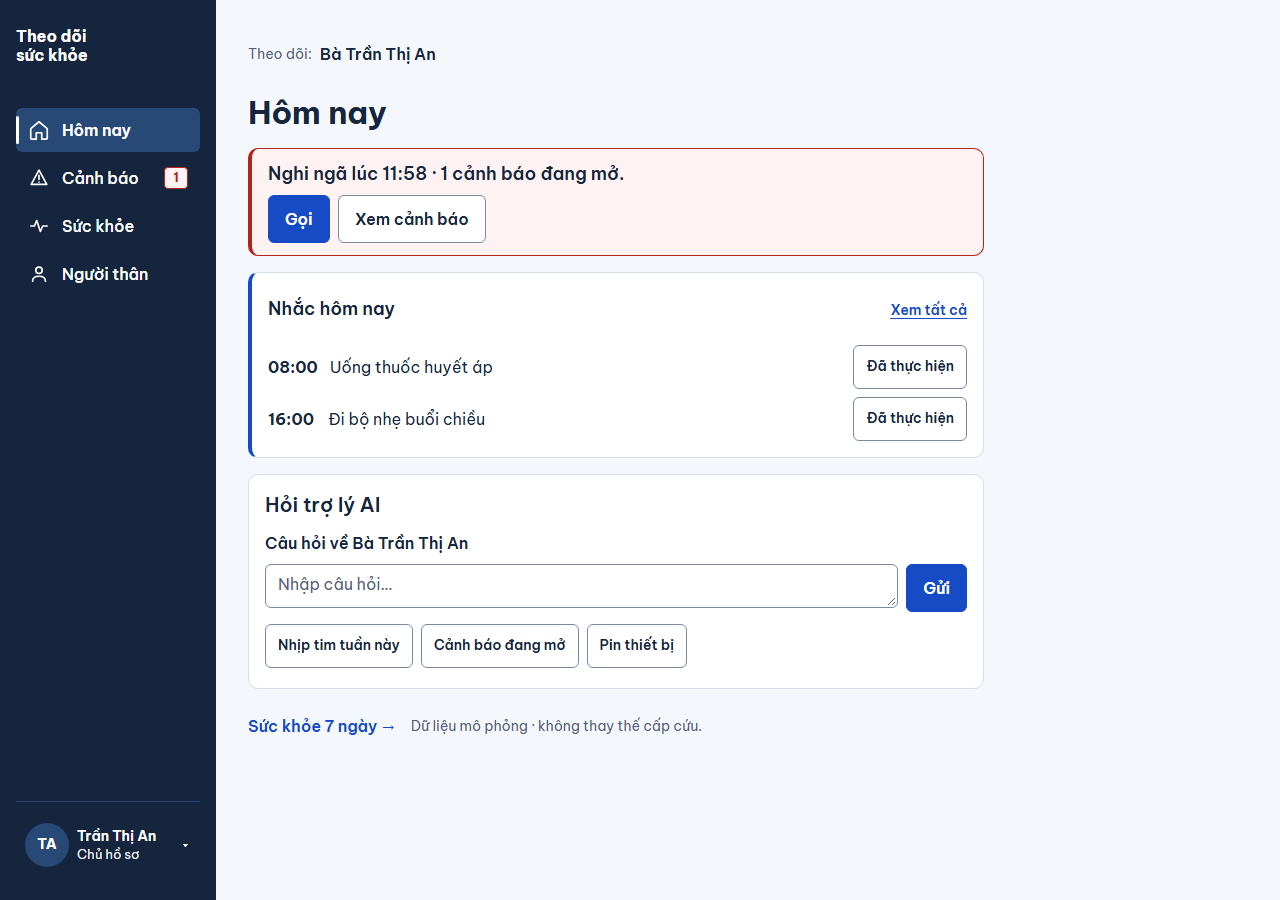 Theo dõi
sức khỏe
Hôm nay
Cảnh báo 1
Sức khỏe
Người thân
TA
Trần Thị An
Chủ hồ sơ
Theo dõi: Bà Trần Thị An
Hôm nay
Nghi ngã lúc 11:58 · 1 cảnh báo đang mở.
Gọi Xem cảnh báo
Nhắc hôm nay Xem tất cả
08:00 Uống thuốc huyết áp Đã thực hiện
16:00 Đi bộ nhẹ buổi chiều Đã thực hiện
Hỏi trợ lý AI
Câu hỏi về Bà Trần Thị An
Nhập câu hỏi... Gửi
Nhịp tim tuần này Cảnh báo đang mở Pin thiết bị
Sức khỏe 7 ngày → Dữ liệu mô phỏng · không thay thế cấp cứu.